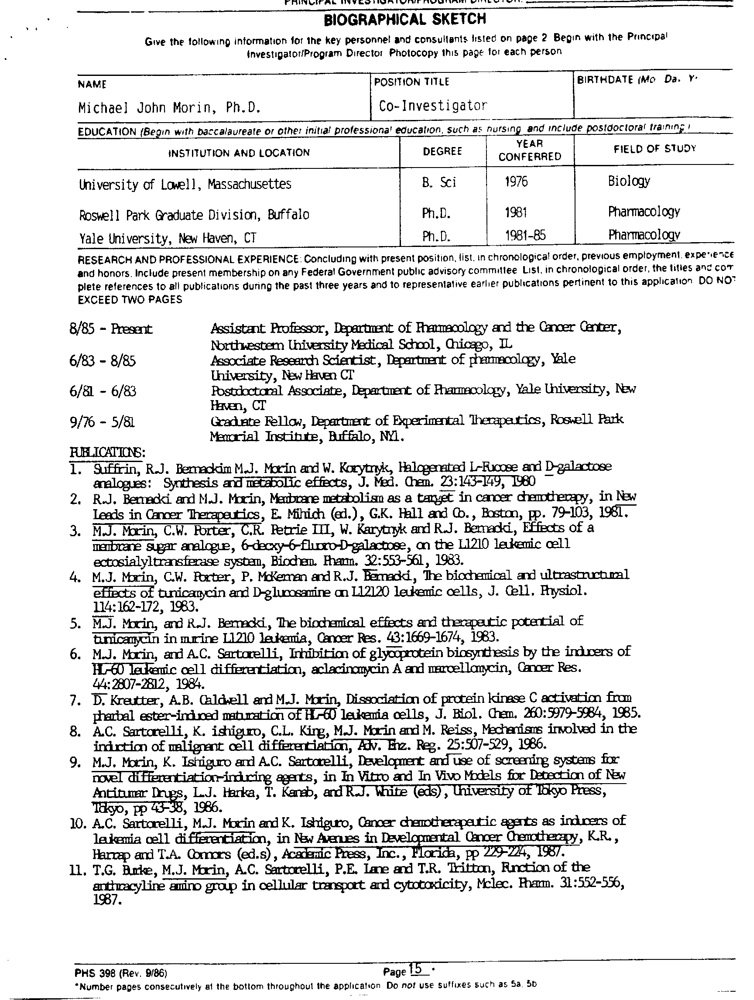 PRINCIPAL INVESTIGATOR/PROGRAM DIRECTOR:
BIOGRAPHICAL SKETCH
Give the following information for the key personnel and consultants listed on page 2 Begin with the Principal
Investigator/Program Director Photocopy this page for each person
NAME
POSITION TITLE
BIRTHDATE (Mo Da. Y
Michael John Morin, Ph.D.
Co-Investigator
EDUCATION (Begin with baccalaureate or other initial professional education, such as nursing and include postdoctoral training)
INSTITUTION AND LOCATION
DEGREE
YEAR
CONFERRED
FIELD OF STUDY
University of Lowell, Massachusettes
B. Sci
1976
Biology
Roswell Park Graduate Division, Buffalo
Ph.D.
1981
Pharmacology
Yale University, New Haven, CT
Ph.D.
1981-85
Pharmacology
RESEARCH AND PROFESSIONAL EXPERIENCE: Concluding with present position, list, in chronological order, previous employment, experience
and honors. Include present membership on any Federal Government public advisory committee List, in chronological order, the titles and com
plete references to all publications during the past three years and to representative earlier publications pertinent to this application DO NOT
EXCEED TWO PAGES
8/85 - Present Assistant Professor, Department of Pharmacology and the Cancer Center,
Northwestern University Medical School, Chicago, IL
6/83 - 8/85 Associate Research Scientist, Department of pharmacology, Yale
University, New Haven CT
6/81 - 6/83 Postdoctoral Associate, Department of Pharmacology, Yale University, New
Haven, CT
9/76 - 5/81 Graduate Fellow, Department of Experimental Therapeutics, Roswell Park
Memorial Institute, Buffalo, NY1.
PUBLICATIONS:
1. Suffrin, R.J. Bernackim M.J. Morin and W. Korytnyk, Halogenated L-Fucose and D-galactose
analogues: Synthesis and metabolic effects, J. Med. Chem. 23:143-149, 1980
2. R.J. Bernacki and M.J. Morin, Membrane metabolism as a target in cancer chemotherapy, in New
Leads in Cancer Therapeutics, E. Mihich (ed.), G.K. Hall and Co., Boston, pp. 79-103, 1981.
3. M.J. Morin, C.W. Porter, C.R. Petrie III, W. Karytnyk and R.J. Bernacki, Effects of a
membrane sugar analogue, 6-deoxy-6-fluoro-D-galactose, on the L1210 leukemic cell
ectosialyltransferase system, Biochem. Pharm. 32:553-561, 1983.
4. M.J. Morin, C.W. Porter, P. McKernan and R.J. Bernacki, The biochemical and ultrastructural
effects of tunicamycin and D-glucosamine on L12120 leukemic cells, J. Cell. Physiol.
114:162-172, 1983.
5. M.J. Morin, and R.J. Bernacki, The biochemical effects and therapeutic potential of
tunicamycin in murine L1210 leukemia, Cancer Res. 43:1669-1674, 1983.
6. M.J. Morin, and A.C. Sartorelli, Inhibition of glycoprotein biosynthesis by the inducers of
HL-60 leukemic cell differentiation, aclacinomycin A and marcellomycin, Cancer Res.
44:2807-2812, 1984.
7. D. Kreutter, A.B. Caldwell and M.J. Morin, Dissociation of protein kinase C activation from
phorbal ester-induced maturation of HL-60 leukemia cells, J. Biol. Chem. 260:5979-5984, 1985.
8. A.C. Sartorelli, K. ishiguro, C.L. King, M.J. Morin and M. Reiss, Mechanisms involved in the
induction of malignant cell differentiation, Adv. Enz. Reg. 25:507-529, 1986.
9. M.J. Morin, K. Ishiguro and A.C. Sartorelli, Development and use of screening systems for
novel differentiation-inducing agents, in In Vitro and In Vivo Models for Detection of New
Antitumor Drugs, L.J. Hanka, T. Kaneb, and R.J. White (eds), University of Tokyo Press,
Tokyo, pp 43-38, 1986.
10. A.C. Sartorelli, M.J. Morin and K. Ishiguro, Cancer chemotherapeutic agents as inducers of
leukemia cell differentiation, in New Avenues in Developmental Cancer Chemotherapy, K.R.,
Harrap and T.A. Connors (ed.s), Academic Press, Inc., Florida, pp 229-224, 1987.
11. T.G. Burke, M.J. Morin, A.C. Sartorelli, P.E. Lane and T.R. Tritton, Function of the
anthracyline amino group in cellular transport and cytotoxicity, Molec. Pharm. 31:552-556,
1987.
PHS 398 (Rev. 9/86)
Page 15
*Number pages consecutively at the bottom throughout the application Do not use suffixes such as 5a. 5b